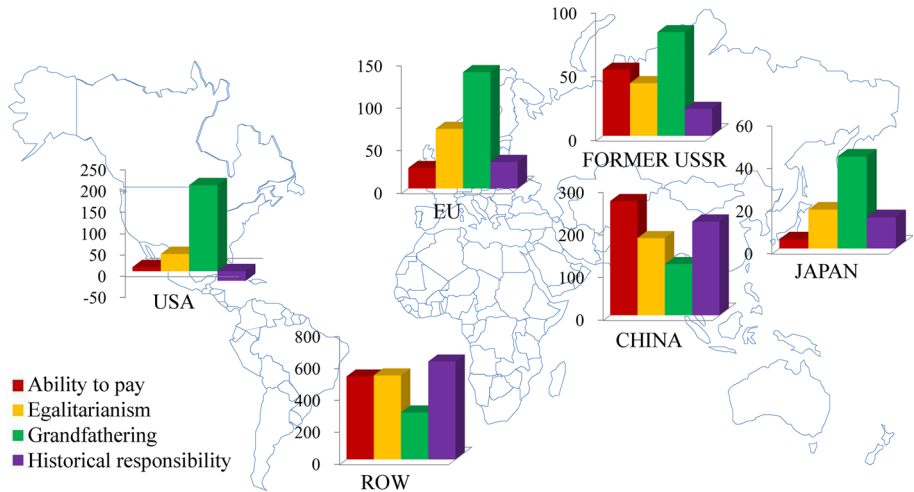 100
50
0
FORMER USSR
150
100
50
0
EU
60
40
20
0
JAPAN
250
200
150
100
50
0
-50
USA
300
200
100
0
CHINA
800
600
400
200
0
ROW
Ability to pay
Egalitarianism
Grandfathering
Historical responsibility